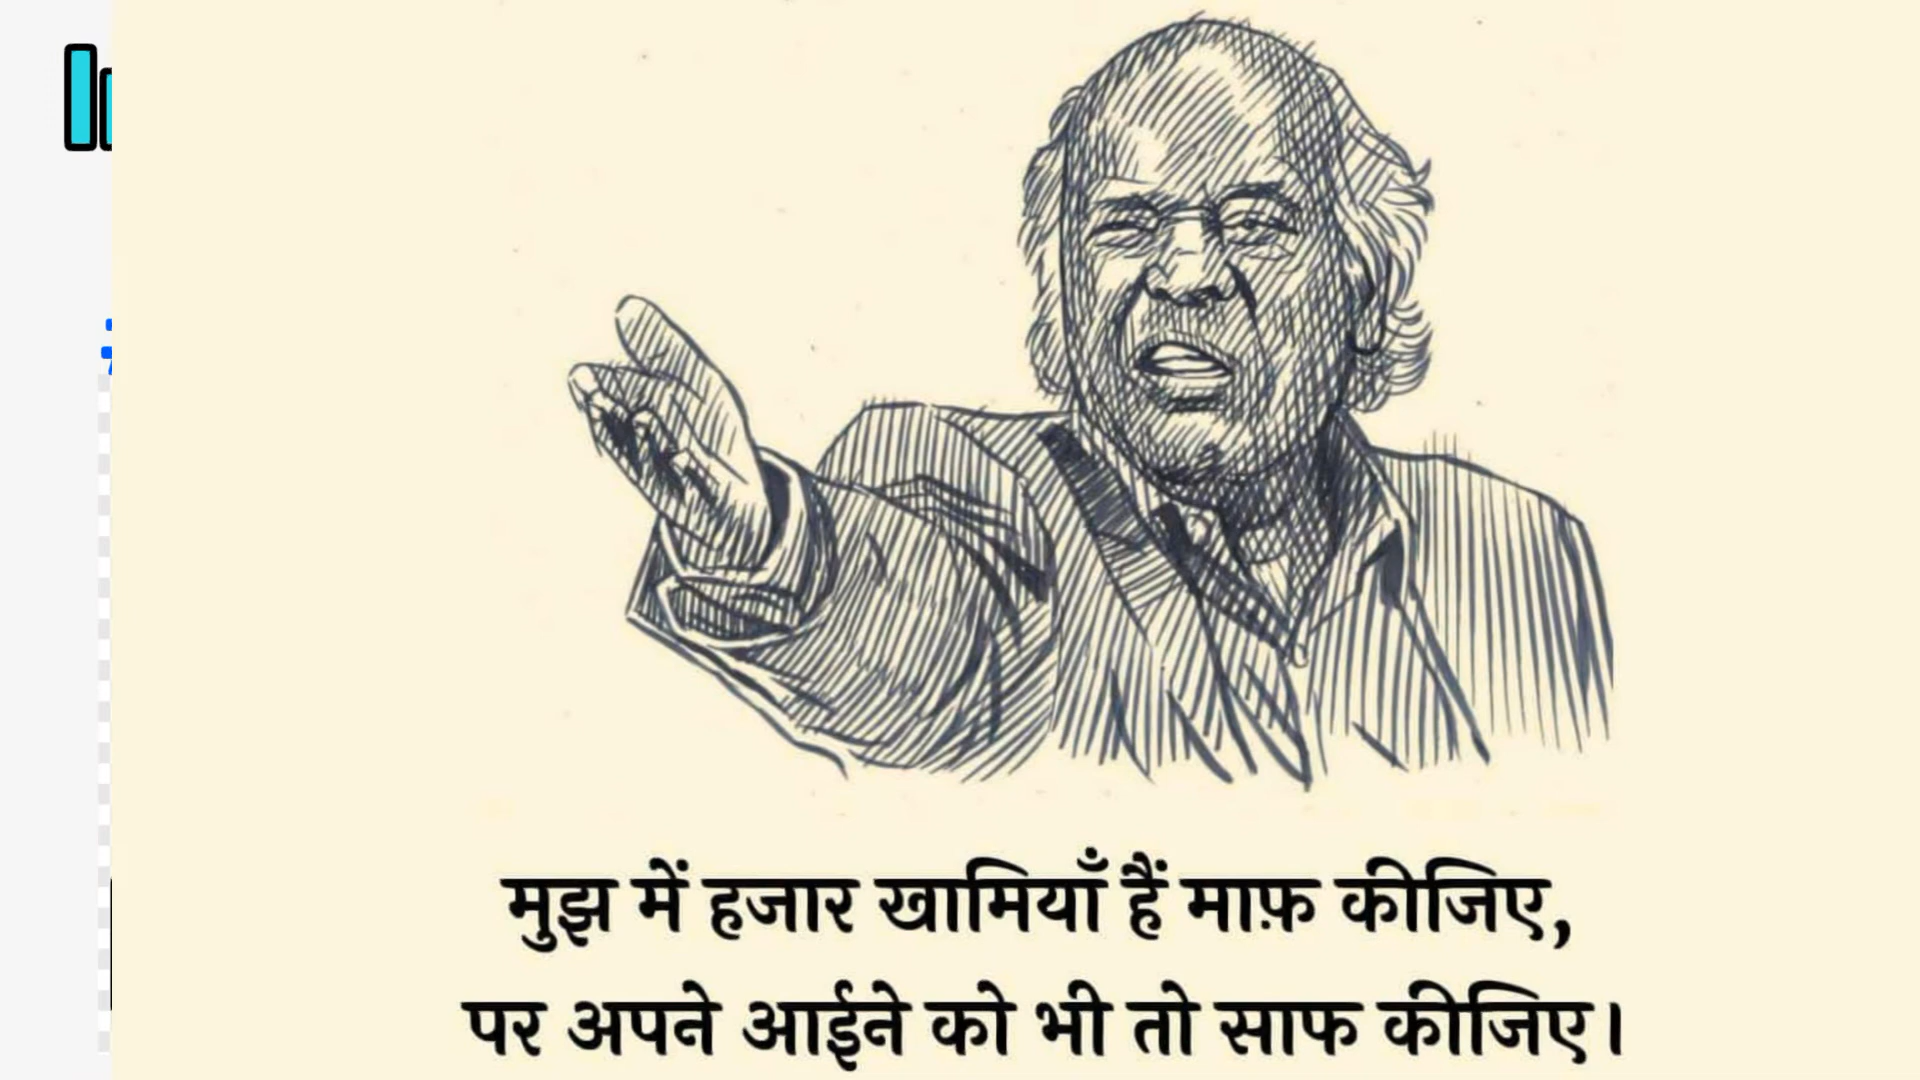 मुझ में हजार खामियाँ हैं माफ़ कीजिए,
पर अपने आईने को भी तो साफ कीजिए।